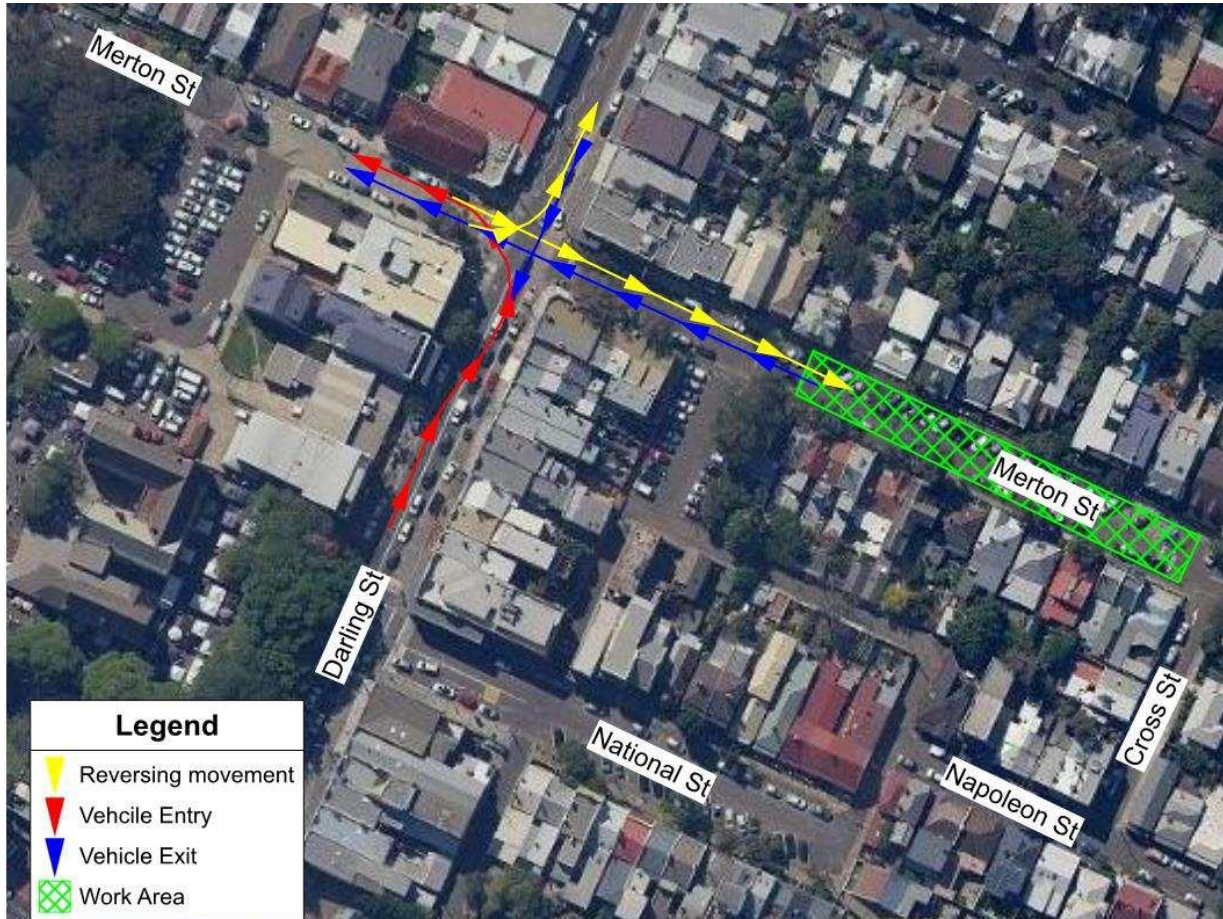 Merton St
Merton St
Darling St
Cross St
National St
Napoleon St
Legend
Reversing movement
Vehcile Entry
Vehicle Exit
Work Area